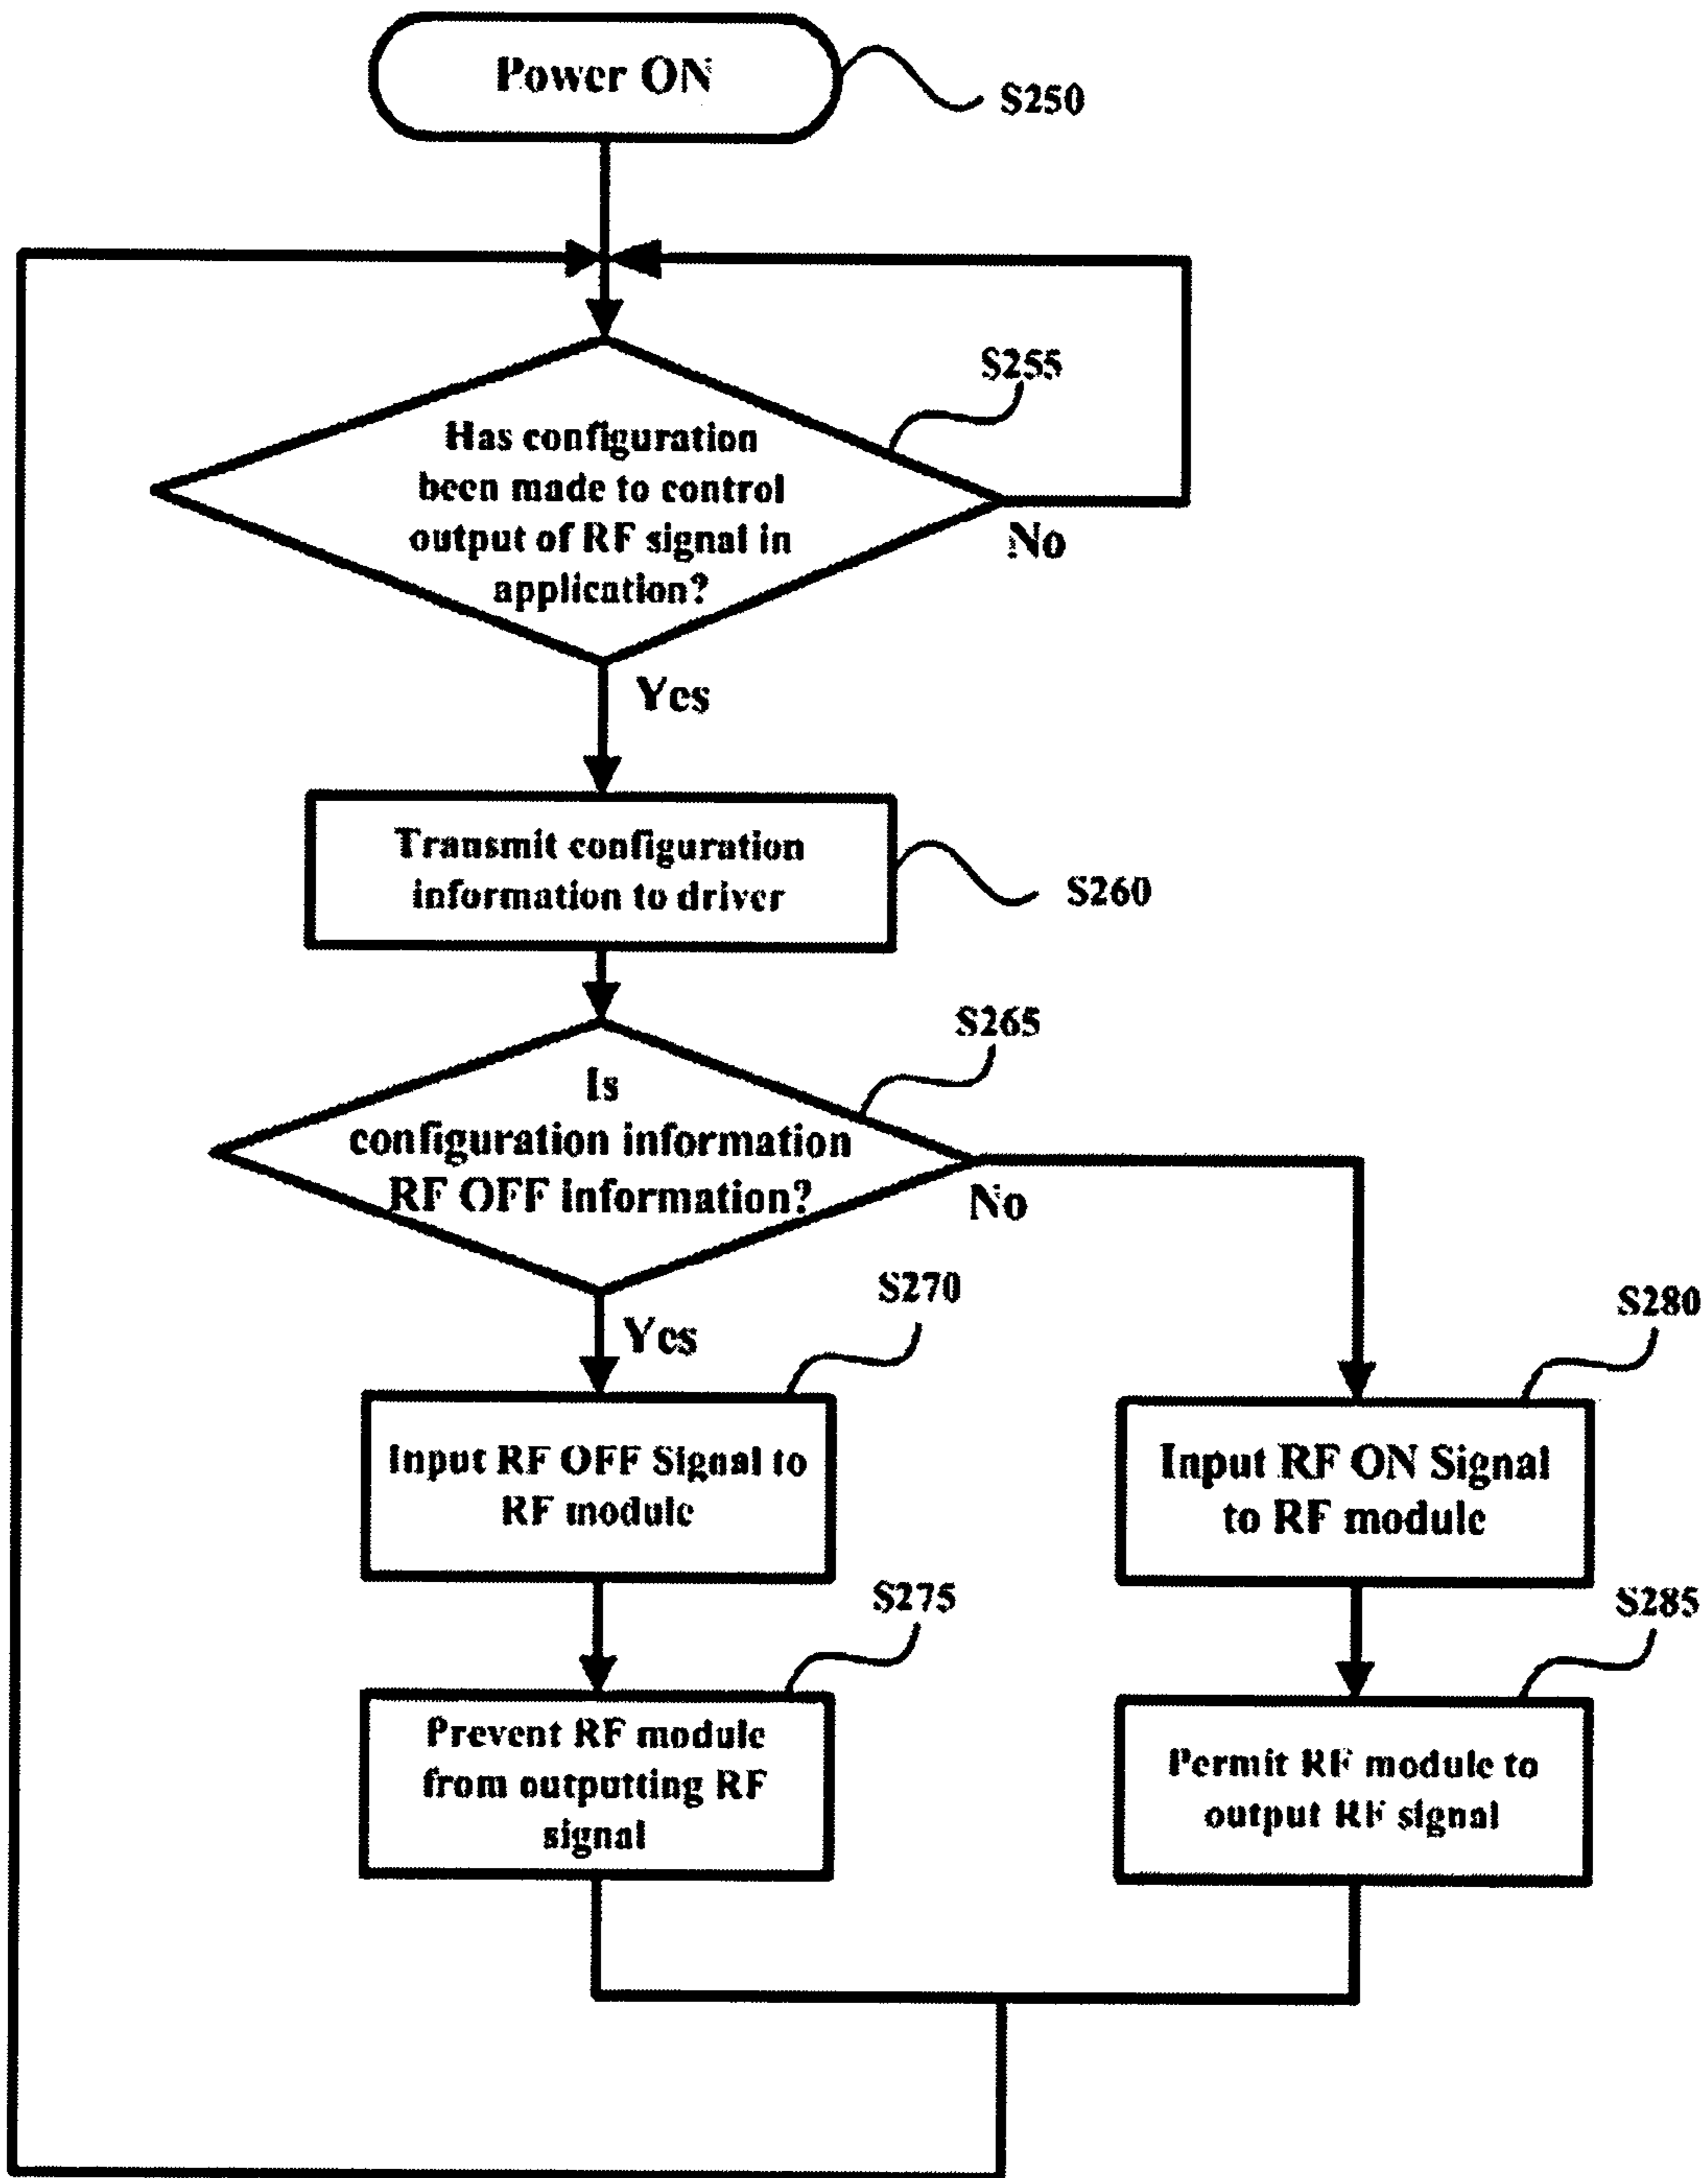 Power ON
S250
S255
Has configuration
been made to control
output of RF signal in
application?
No
Yes
Transmit configuration
information to driver
S260
S265
Is
configuration information
RF OFF information?
No
Yes
S270
S280
Input RF OFF Signal to
RF module
Input RF ON Signal
to RF module
S275
S285
Prevent RF module
from outputting RF
signal
Permit RF module to
output RF signal